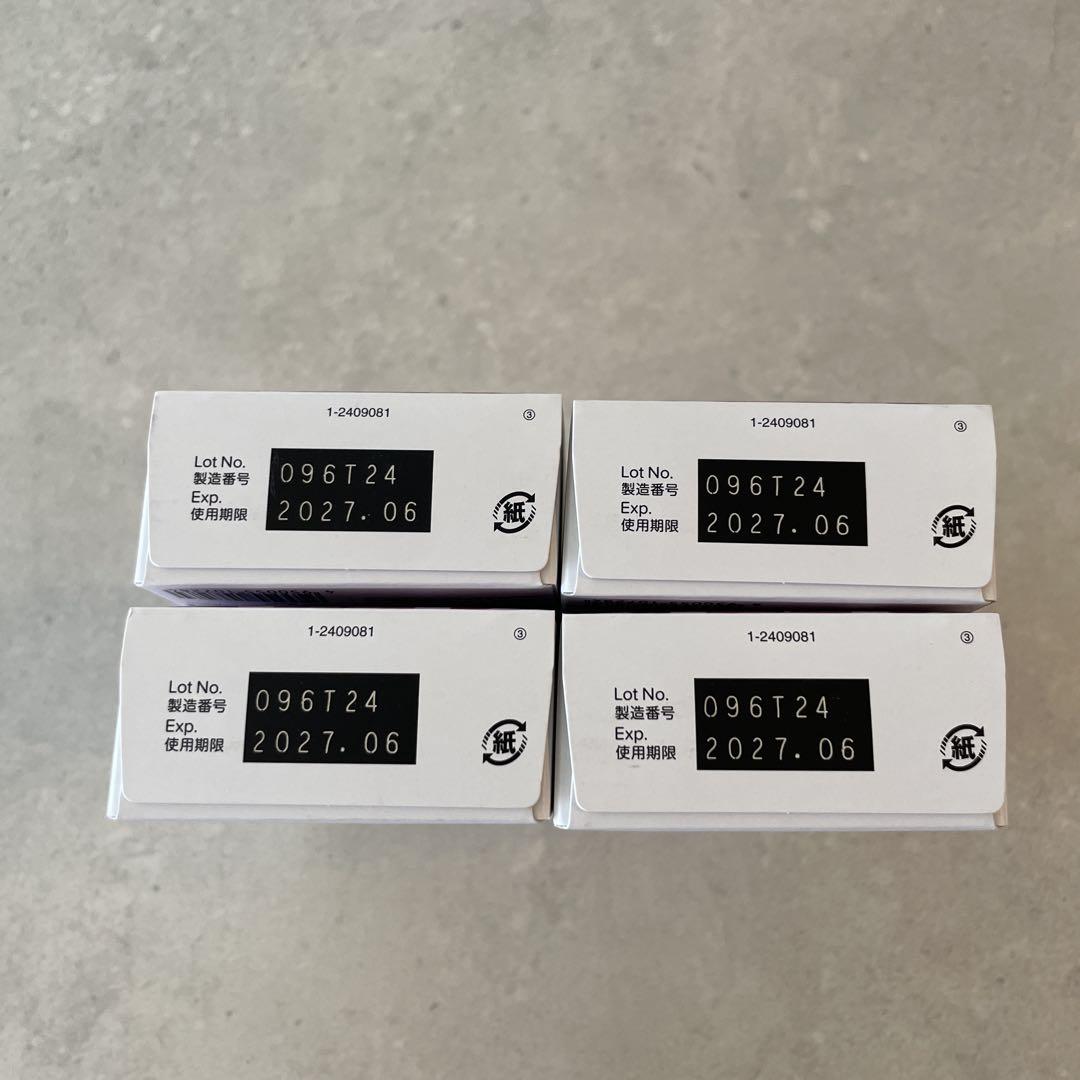 1-2409081
③
Lot No.
製造番号
096T24
Exp.
使用期限
2027.06
紙
1-2409081
③
Lot No.
製造番号
096T24
Exp.
使用期限
2027.06
紙
1-2409081
③
Lot No.
製造番号
096T24
Exp.
使用期限
2027.06
紙
1-2409081
③
Lot No.
製造番号
096T24
Exp.
使用期限
2027.06
紙